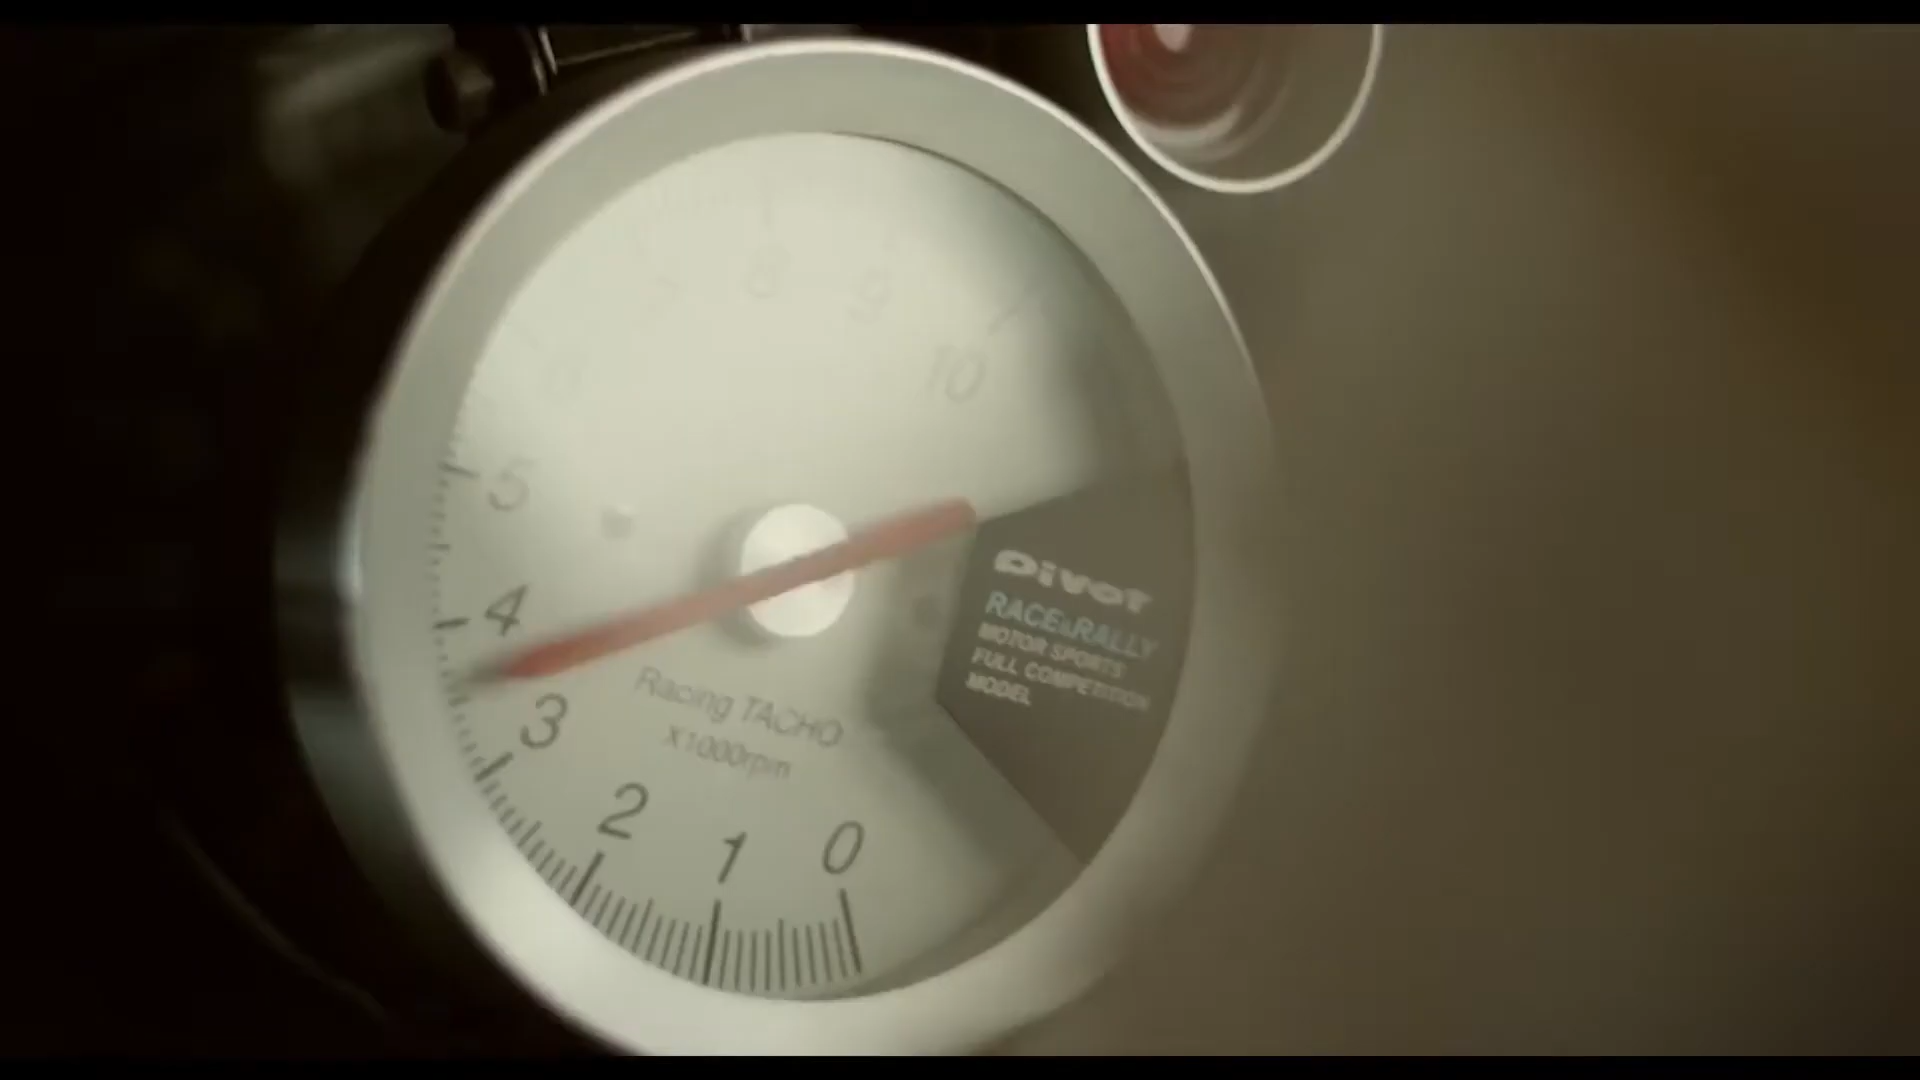 8
9
10
6
5
4
3
2
1
0
Racing TACHO
X1000rpm
PIVOT
RACE&RALLY
MOTOR SPORTS
FULL COMPETITION
MODEL